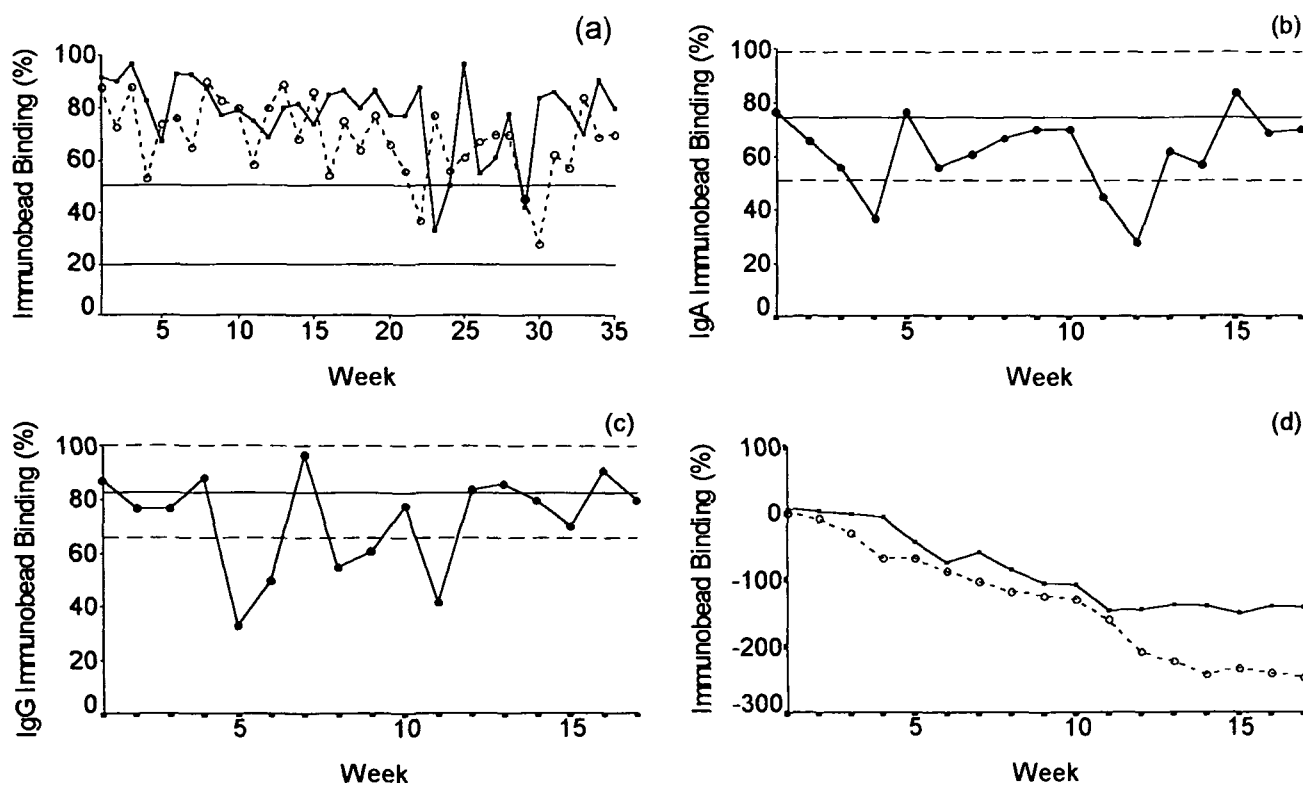 (a)
Immunobead Binding (%)
100
80
60
40
20
0
5 10 15 20 25 30 35
Week
(b)
IgA Immunobead Binding (%)
100
80
60
40
20
0
5 10 15
Week
(c)
IgG Immunobead Binding (%)
100
80
60
40
20
0
5 10 15
Week
(d)
Immunobead Binding (%)
100
0
-100
-200
-300
5 10 15
Week